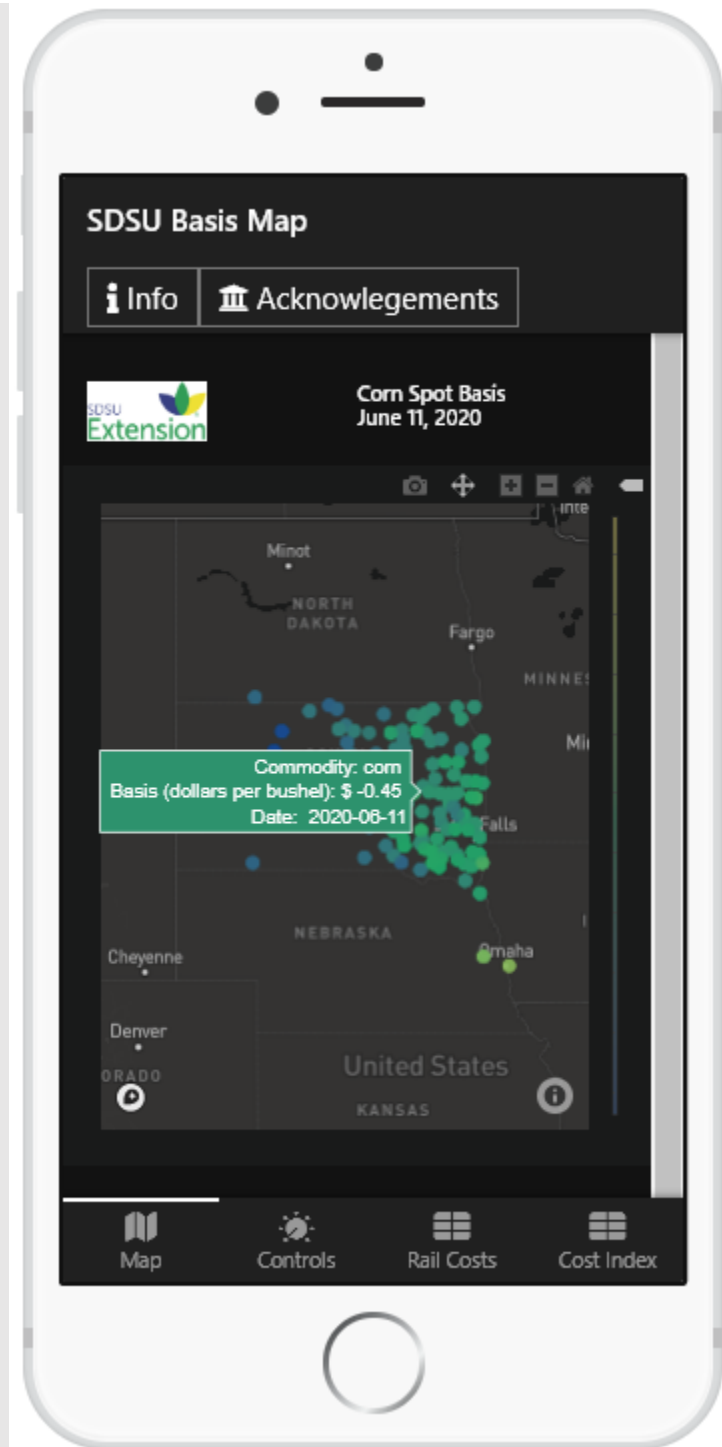 SDSU Basis Map
Info
Acknowlegements
SDSU
Extension
Corn Spot Basis
June 11, 2020
Inte
Minot
NORTH
DAKOTA
Fargo
MINNES
Mi
Commodity: corn
Basis (dollars per bushel): $ -0.45
Date: 2020-06-11
Falls
NEBRASKA
Omaha
Cheyenne
Denver
ORADO
United States
KANSAS
Map
Controls
Rail Costs
Cost Index